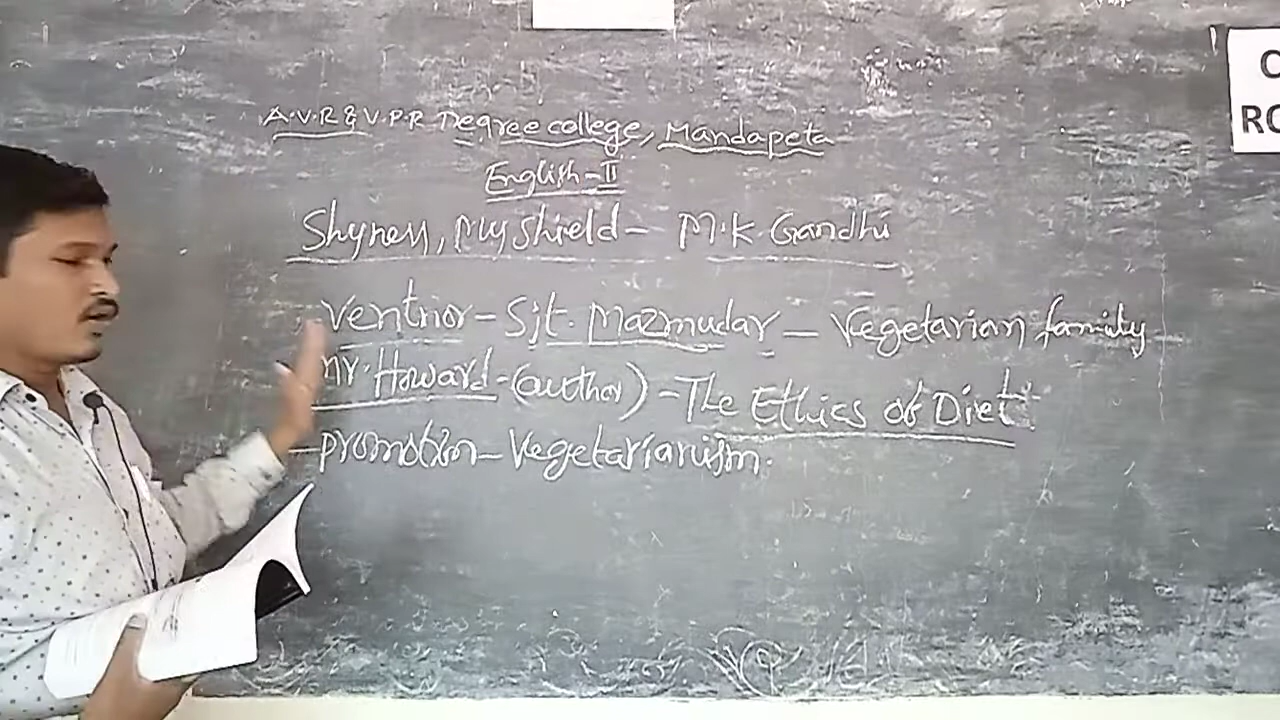 A.V.R & V.P.R Degree college, Mandapeta
English-II
Shyness, My Shield - M.K. Gandhi
ventnor - Sjt. Mazmudar - Vegetarian family
Mr. Howard - (author) - The Ethics of Diet
- promotion - Vegetarianism.
C
RO